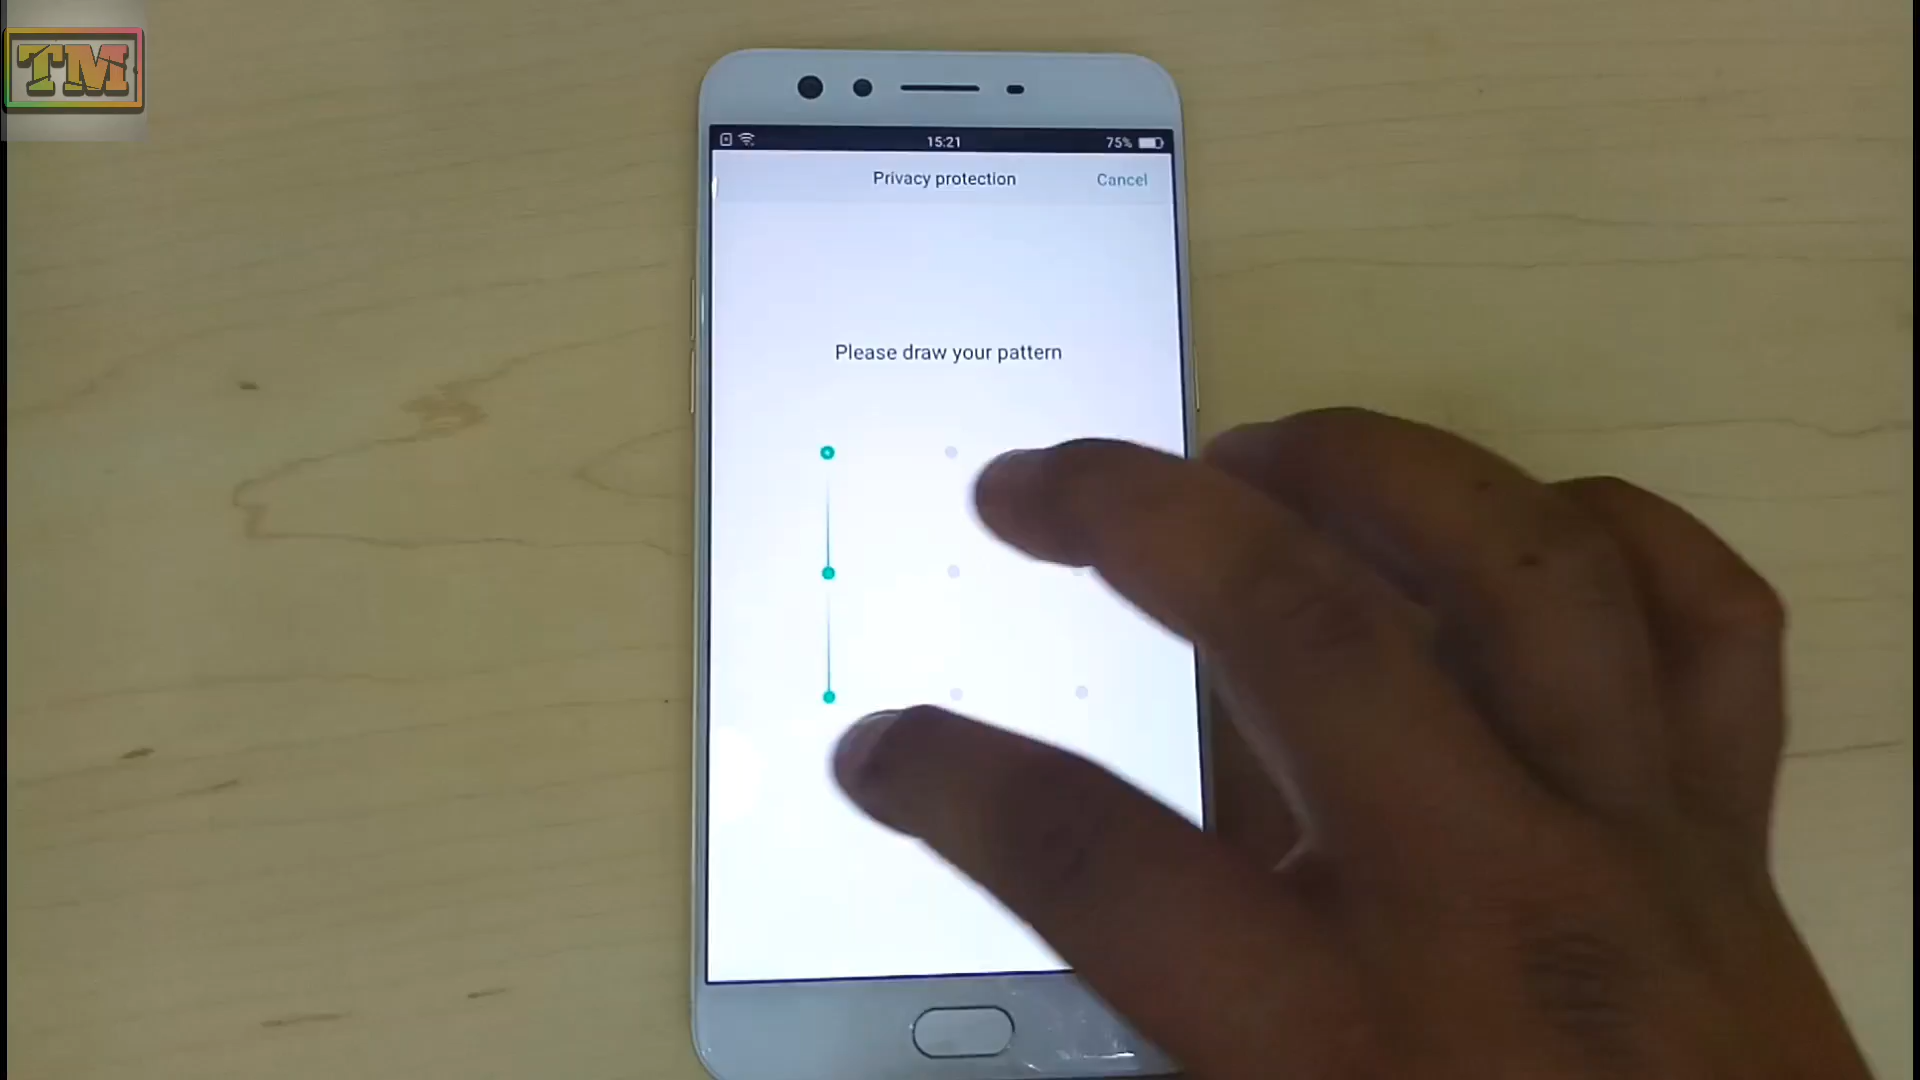 TM
15:21
75%
Privacy protection
Cancel
Please draw your pattern